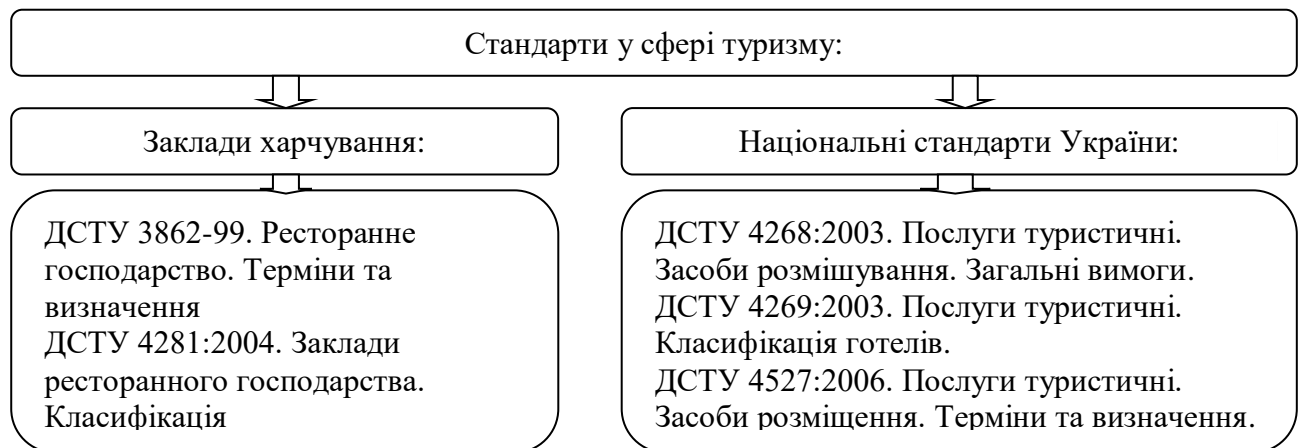 Стандарти у сфері туризму:
Заклади харчування:
Національні стандарти України:
ДСТУ 3862-99. Ресторанне
господарство. Терміни та
визначення
ДСТУ 4281:2004. Заклади
ресторанного господарства.
Класифікація
ДСТУ 4268:2003. Послуги туристичні.
Засоби розмішування. Загальні вимоги.
ДСТУ 4269:2003. Послуги туристичні.
Класифікація готелів.
ДСТУ 4527:2006. Послуги туристичні.
Засоби розміщення. Терміни та визначення.